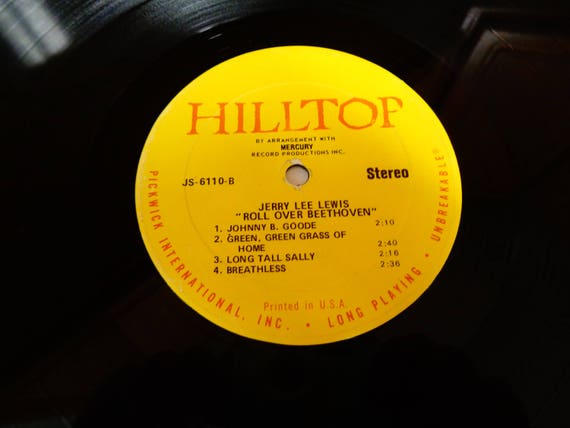 HILLTOP
BY ARRANGEMENT WITH
MERCURY
RECORD PRODUCTIONS INC.
JS-6110-B
Stereo
JERRY LEE LEWIS
"ROLL OVER BEETHOVEN"
1. JOHNNY B. GOODE 2:10
2. GREEN, GREEN GRASS OF
HOME 2:40
3. LONG TALL SALLY 2:16
4. BREATHLESS 2:36
Printed in U.S.A.
PICKWICK INTERNATIONAL, INC. • LONG PLAYING • UNBREAKABLE®